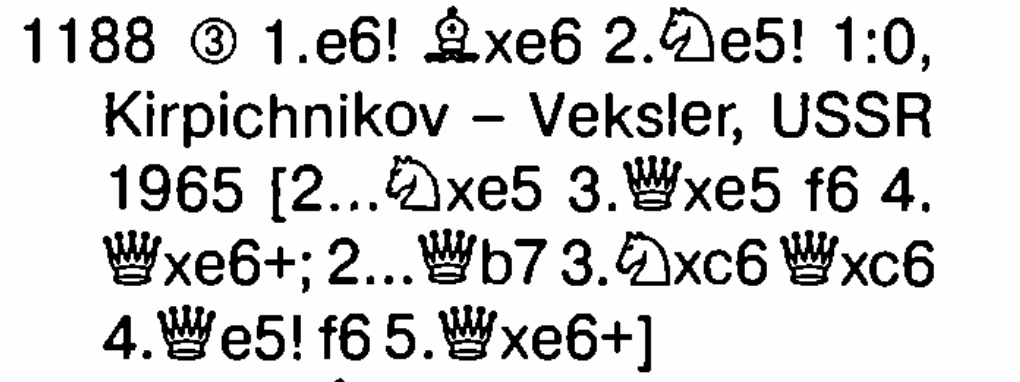 1188 ③ 1.e6! ♗xe6 2.♘e5! 1:0,
Kirpichnikov – Veksler, USSR
1965 [2...♘xe5 3.♕xe5 f6 4.
♕xe6+; 2...♕b7 3.♘xc6 ♕xc6
4.♕e5! f6 5.♕xe6+]